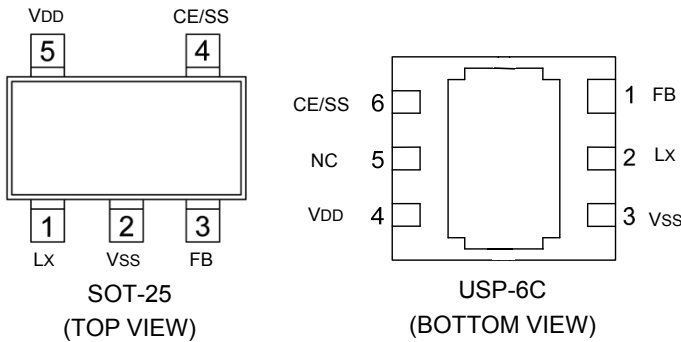 VDD CE/SS
5 4
1 2 3
LX VSS FB
SOT-25
(TOP VIEW)
CE/SS 6 1 FB
NC 5 2 LX
VDD 4 3 VSS
USP-6C
(BOTTOM VIEW)